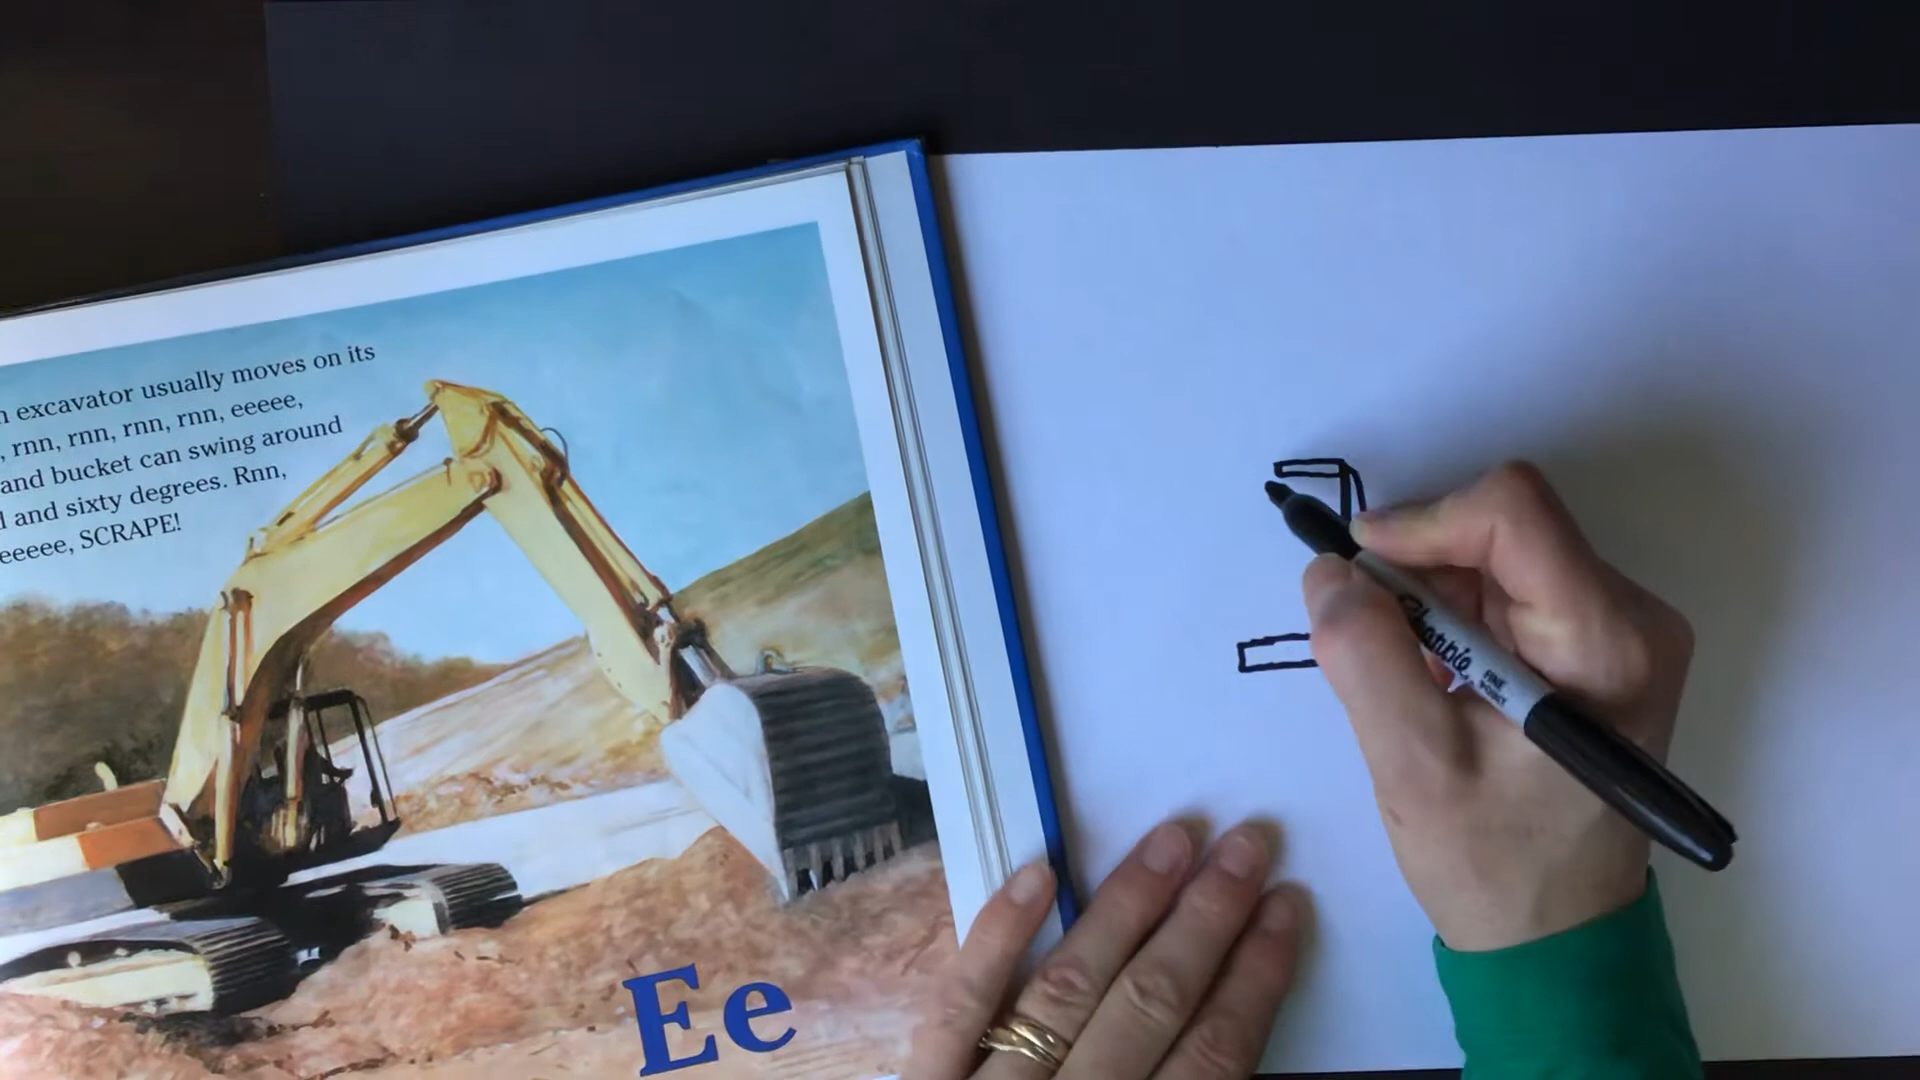 excavator usually moves on its
, rnn, rnn, rnn, rnn, eeeee,
and bucket can swing around
and sixty degrees. Rnn,
eeeee, SCRAPE!
Ee
Sharpie
FINE
POINT